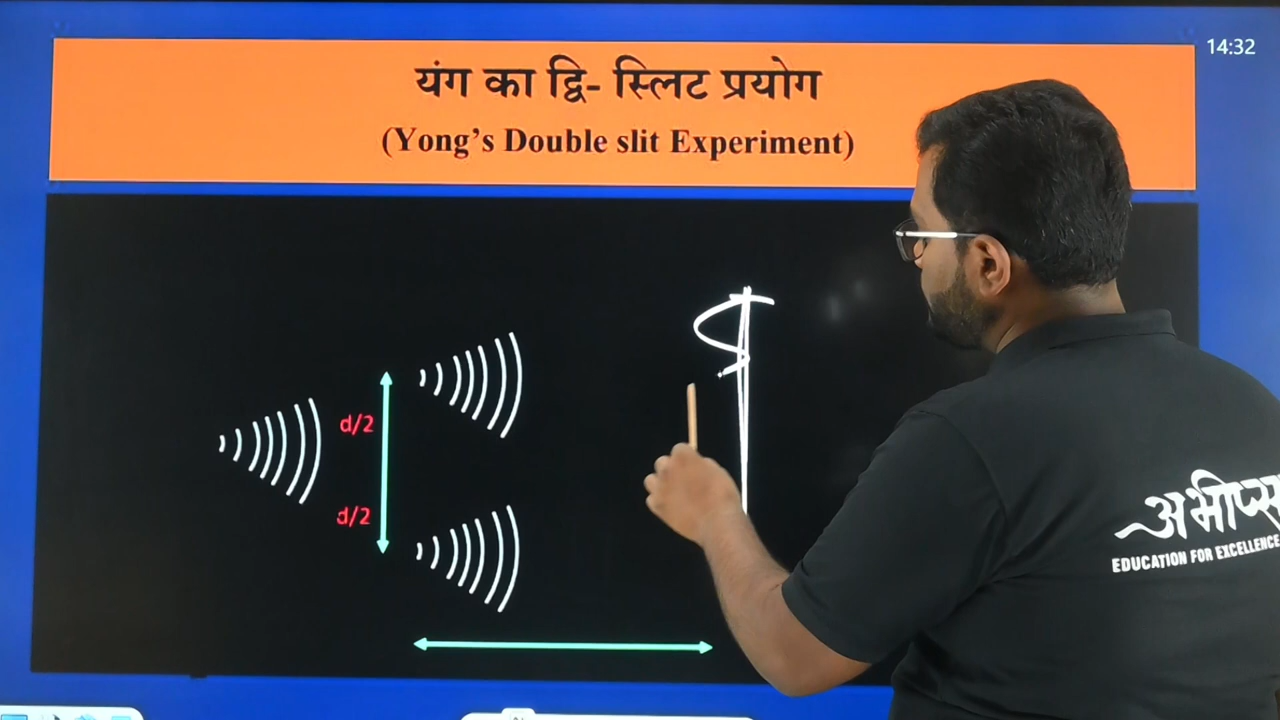 14:32
यंग का द्वि- स्लिट प्रयोग
(Yong's Double slit Experiment)
d/2
d/2
अभीप्स
EDUCATION FOR EXCELLENCE